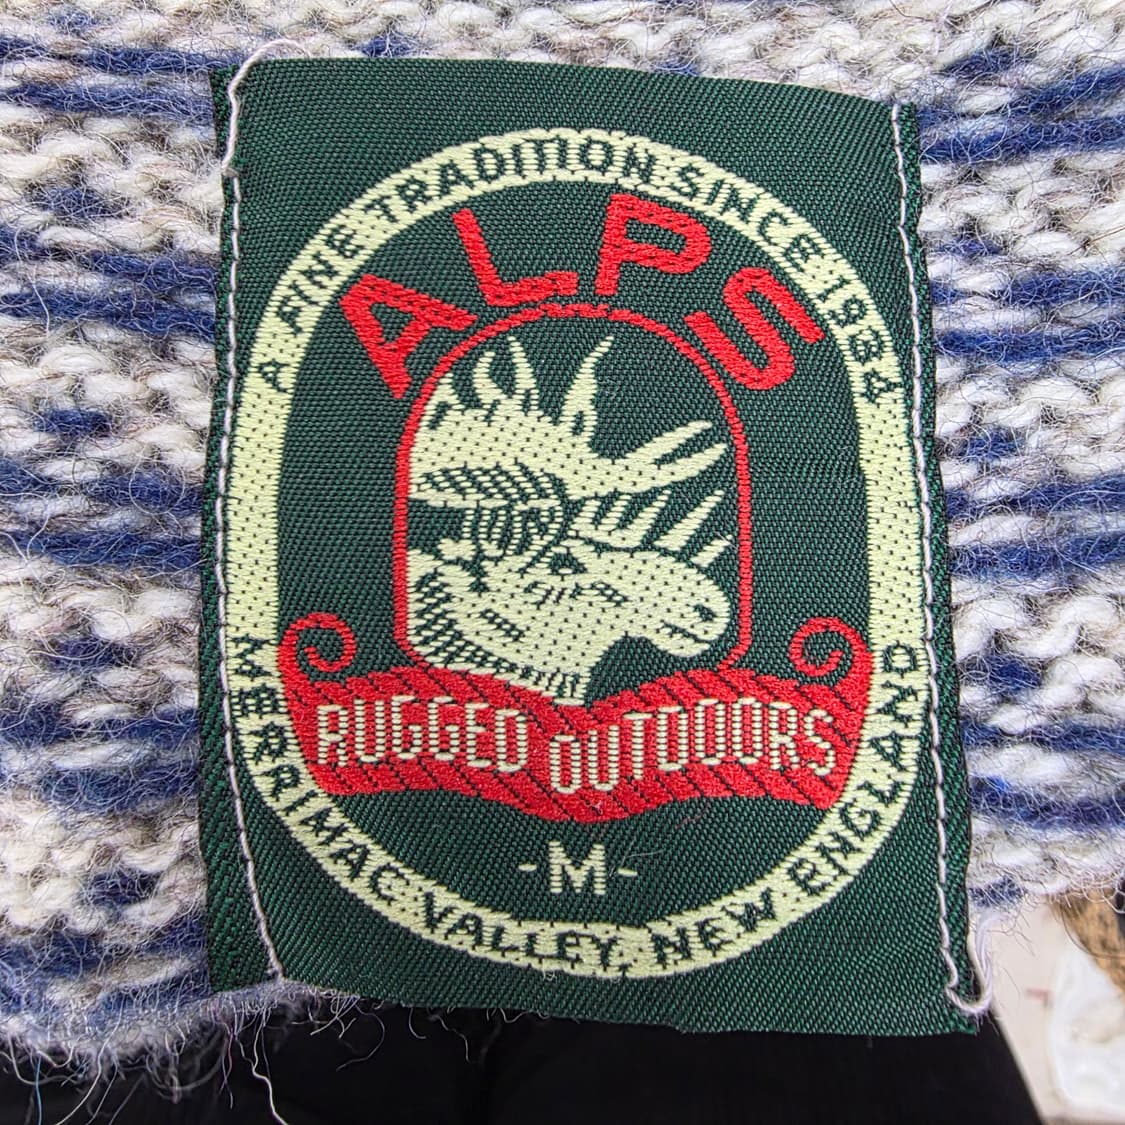 A FINE TRADITION SINCE 1934
ALPS
RUGGED OUTDOORS
-M-
MERRIMAC VALLEY, NEW ENGLAND